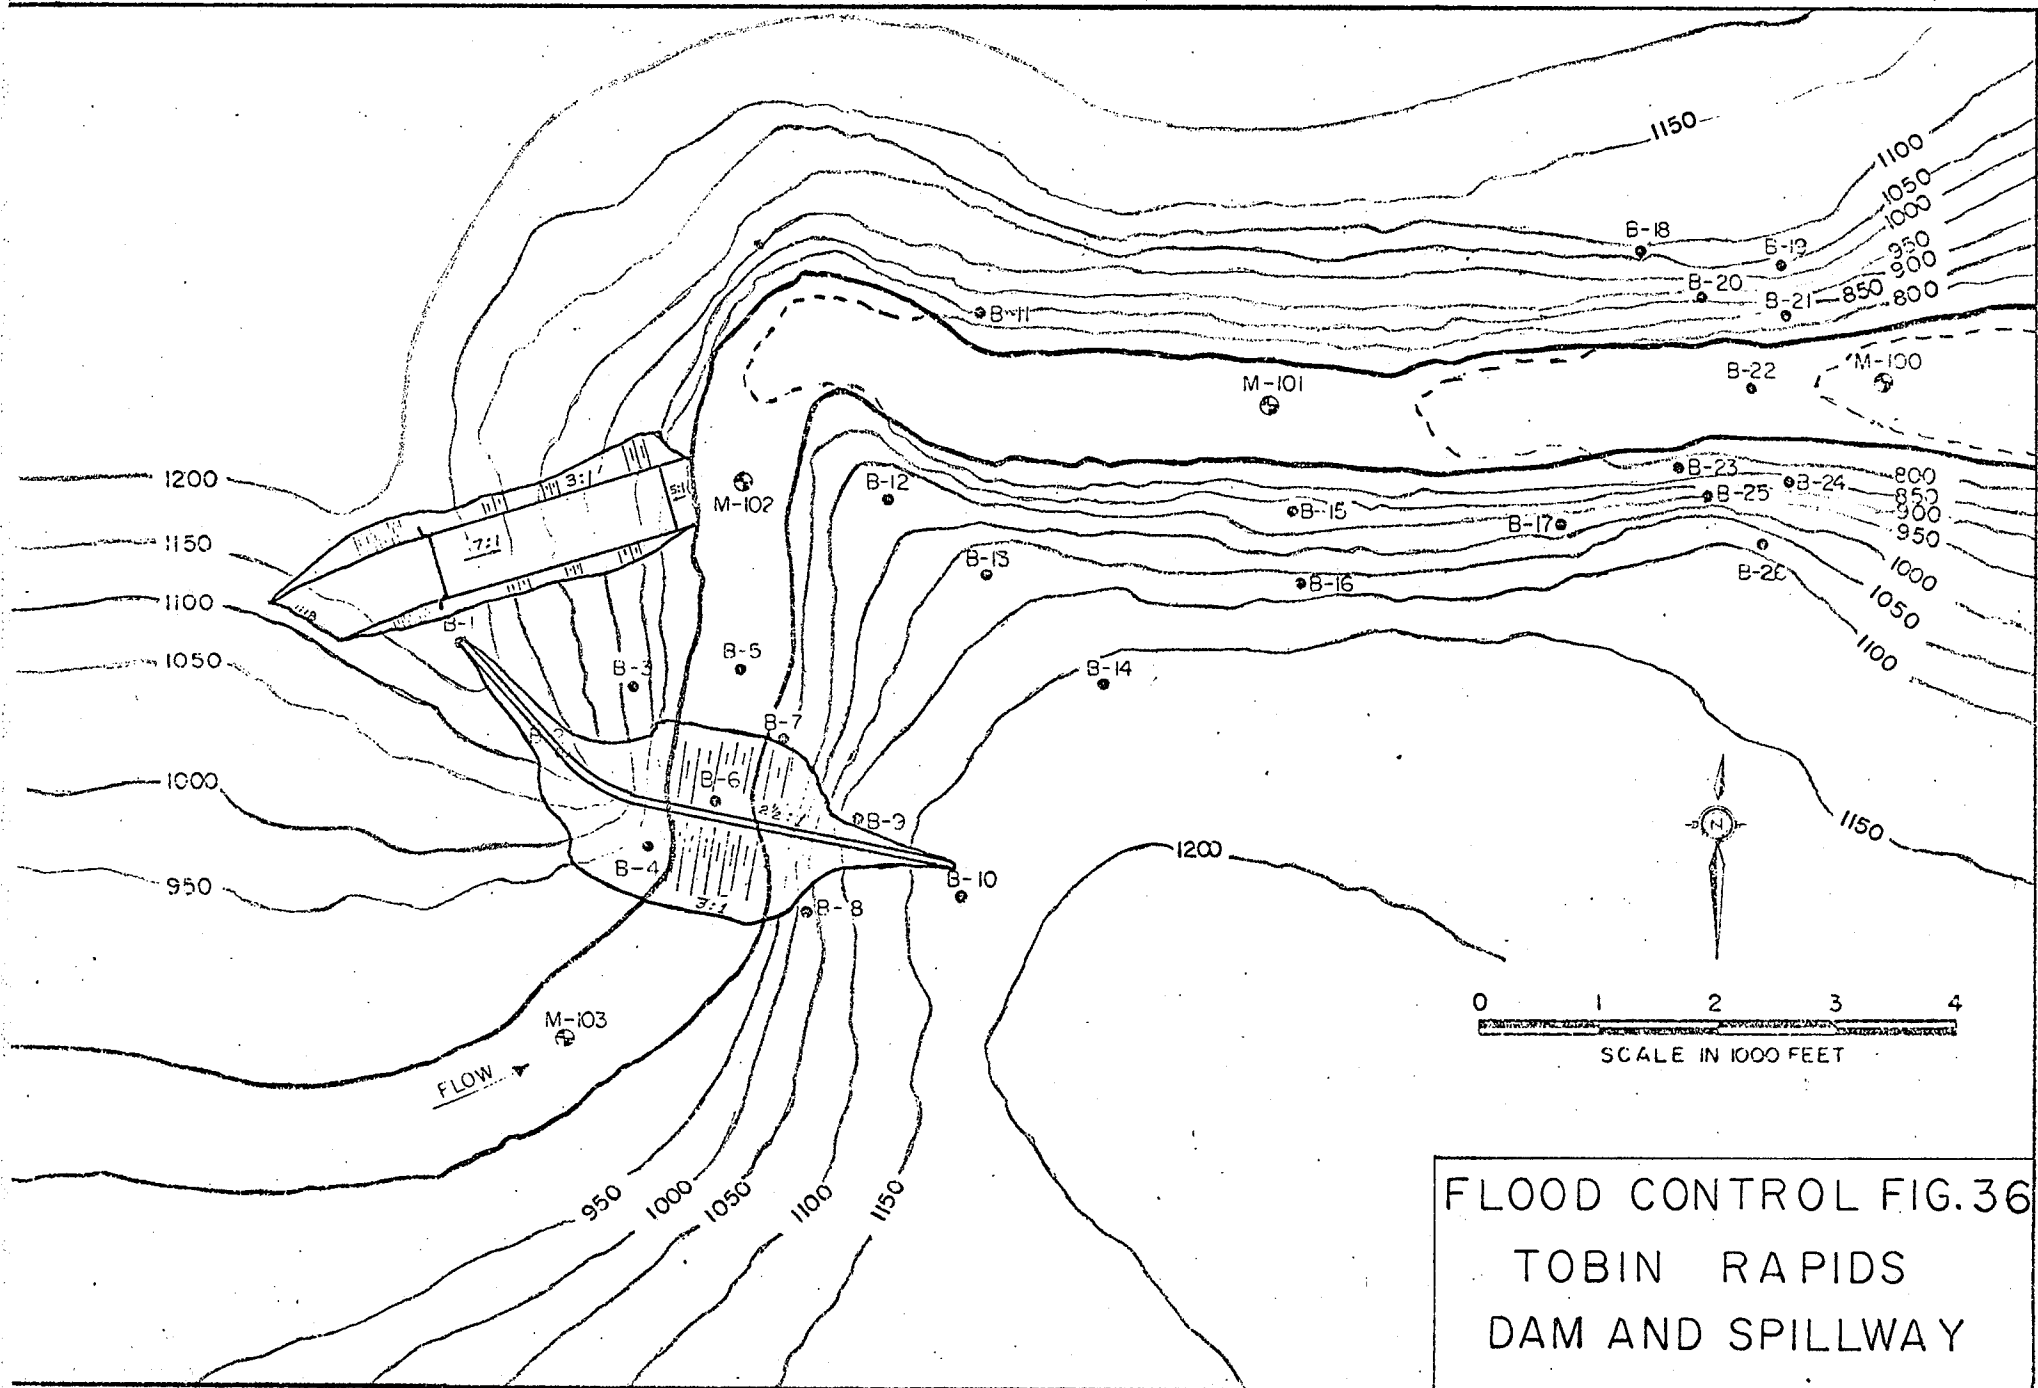 1150
1100
1050
1000
950
900
850
800
B-18
B-19
B-20
B-21
B-11
B-22
M-100
M-101
1200
3:1
5:1
M-102
B-12
B-23
B-24
B-25
B-15
B-17
800
850
900
950
1000
1050
1100
1150
7:1
B-13
B-16
B-26
1100
B-1
1050
B-3
B-5
B-14
B-7
1000
B-6
2½:1
B-9
1150
1200
B-4
950
B-10
3:1
B-8
N
0 1 2 3 4
SCALE IN 1000 FEET
M-103
FLOW
950
1000
1050
1100
1150
FLOOD CONTROL FIG. 36
TOBIN RAPIDS
DAM AND SPILLWAY